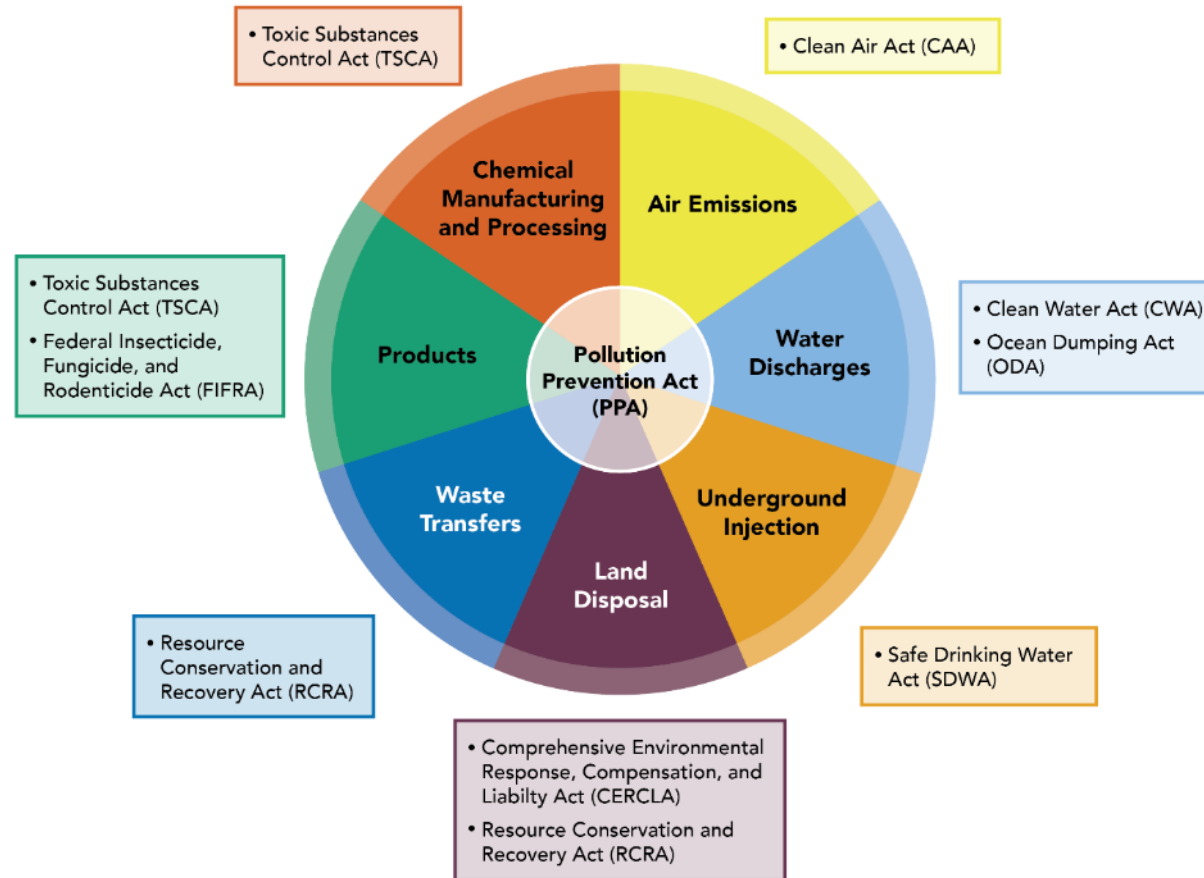 • Toxic Substances
Control Act (TSCA)
• Clean Air Act (CAA)
Chemical
Manufacturing
and Processing
Air Emissions
• Toxic Substances
Control Act (TSCA)
• Federal Insecticide,
Fungicide, and
Rodenticide Act (FIFRA)
Products
Pollution
Prevention Act
(PPA)
Water
Discharges
• Clean Water Act (CWA)
• Ocean Dumping Act
(ODA)
Waste
Transfers
Underground
Injection
Land
Disposal
• Resource
Conservation and
Recovery Act (RCRA)
• Safe Drinking Water
Act (SDWA)
• Comprehensive Environmental
Response, Compensation, and
Liabilty Act (CERCLA)
• Resource Conservation and
Recovery Act (RCRA)